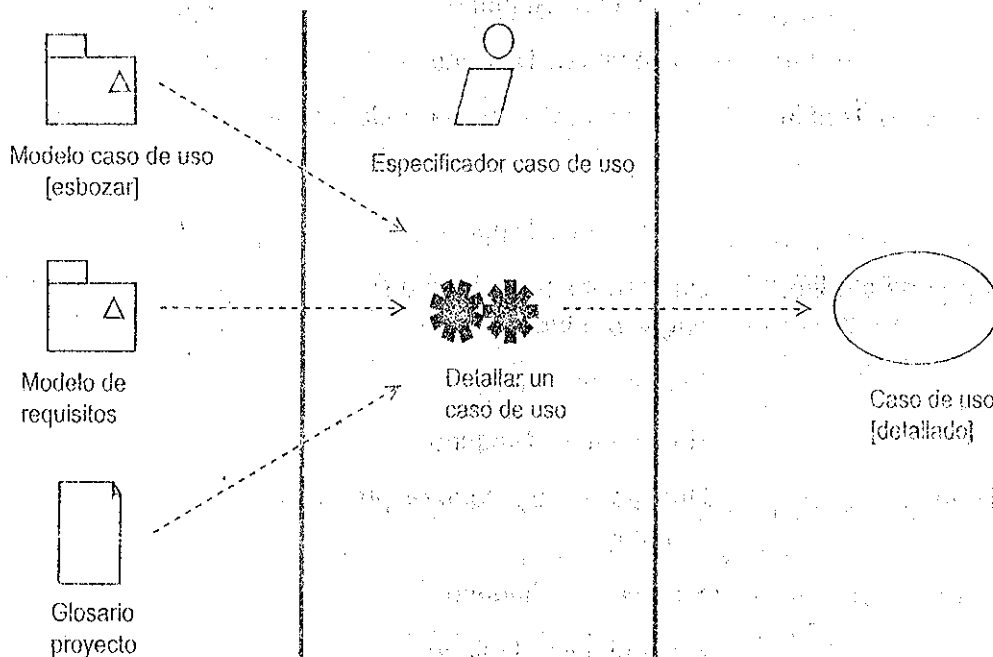 Modelo caso de uso
[esbozar]
Especificador caso de uso
Modelo de
requisitos
Detallar un
caso de uso
Caso de uso
[detallado]
Glosario
proyecto